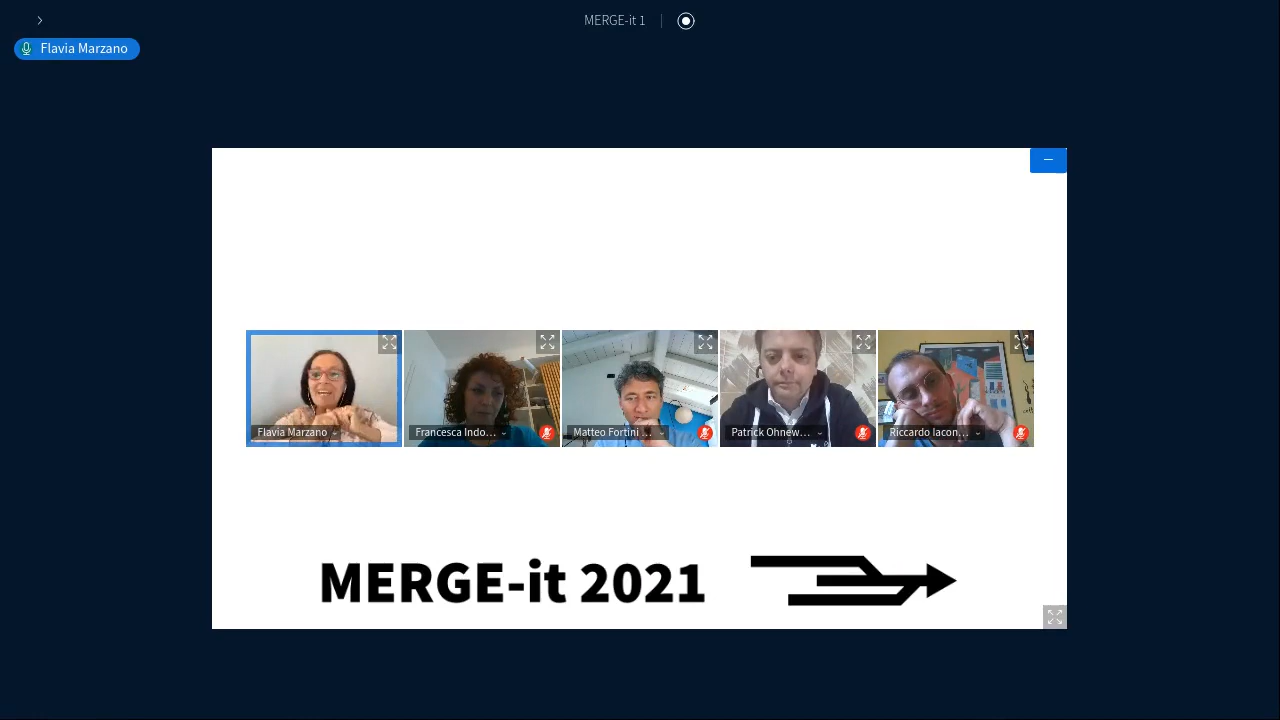 MERGE-it 1
Flavia Marzano
Flavia Marzano
Francesca Indo...
Matteo Fortini ...
Patrick Ohnew...
Riccardo Iacon...
MERGE-it 2021